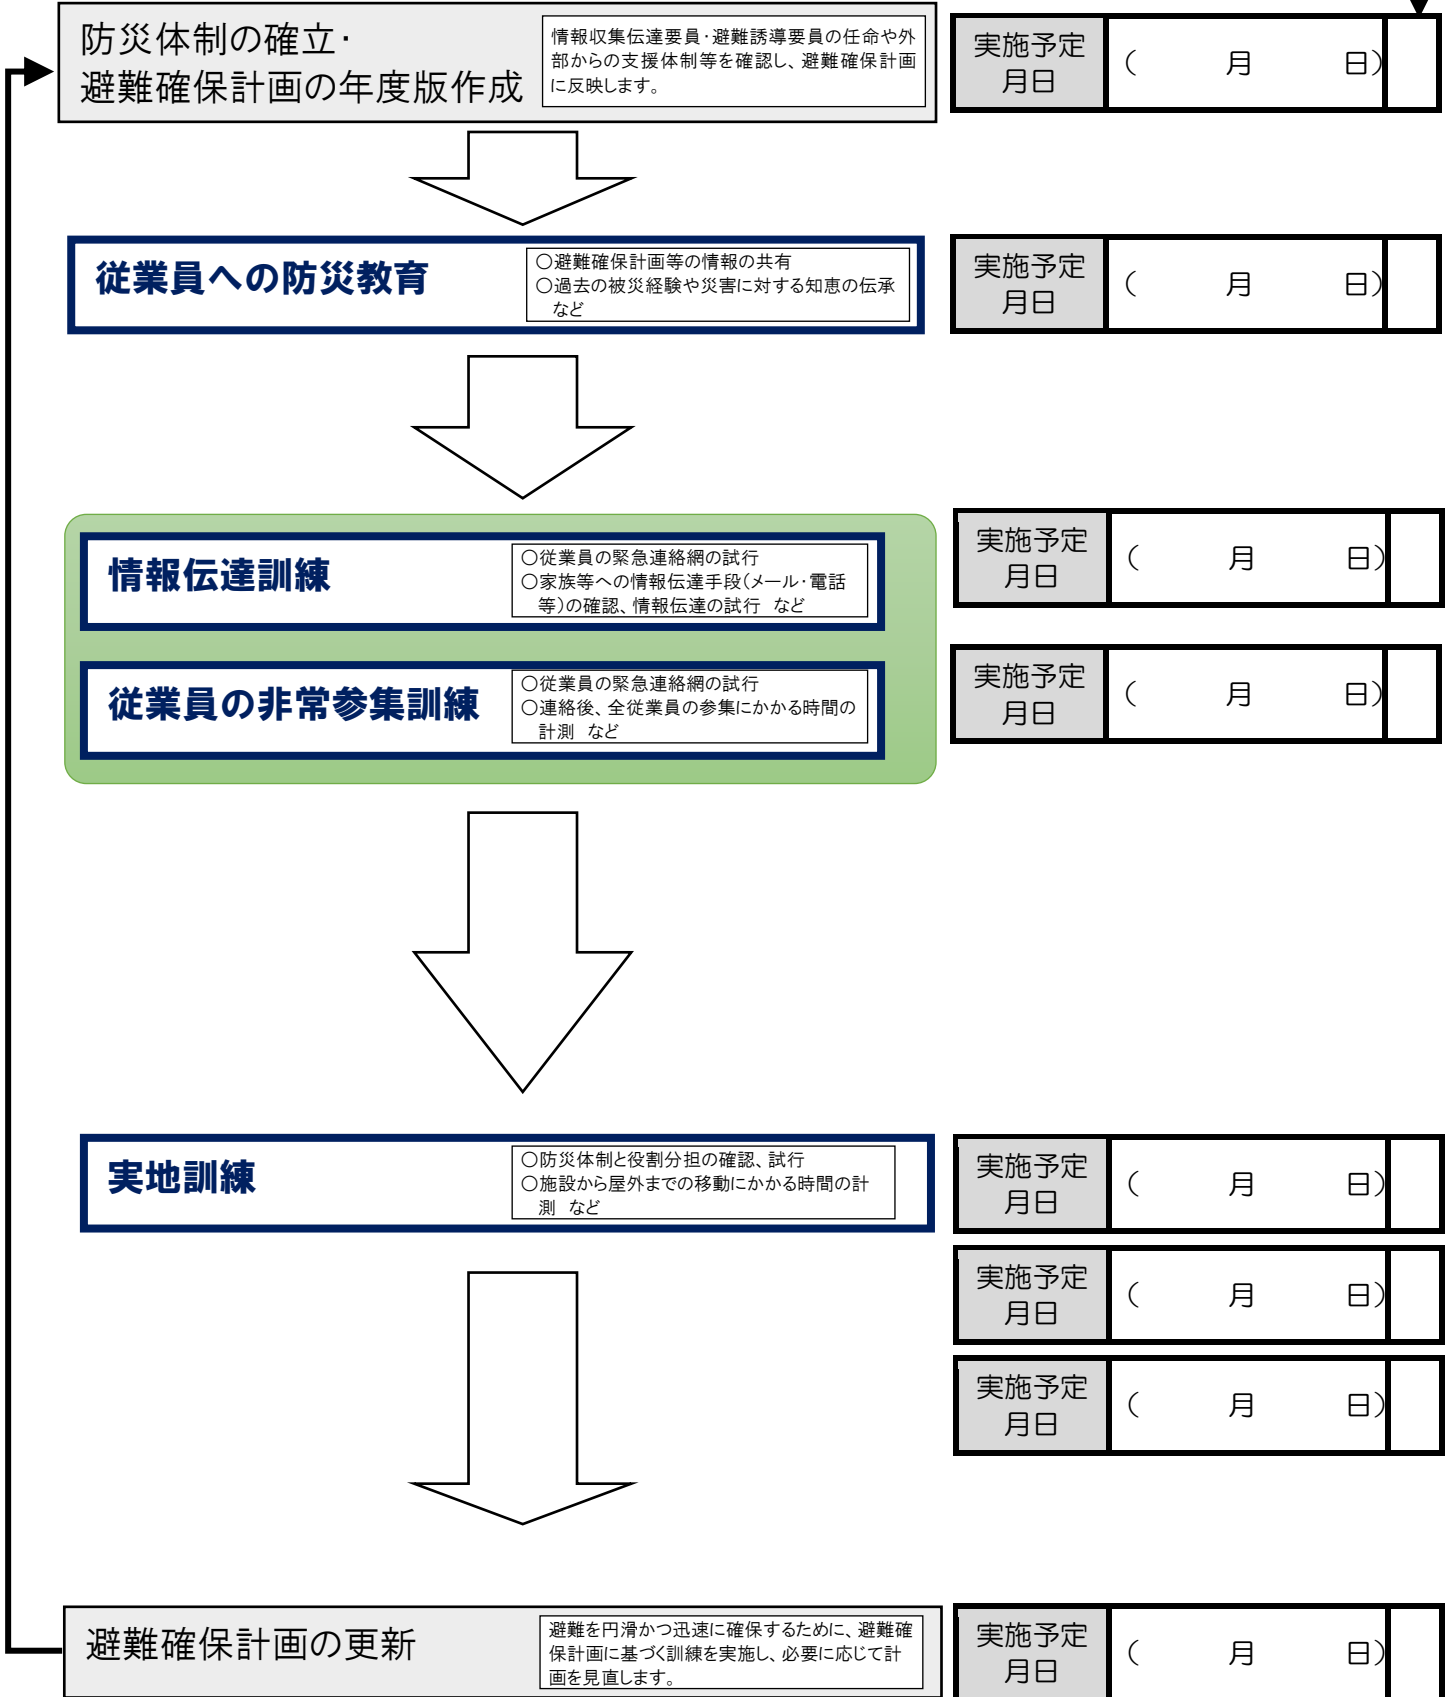 防災体制の確立・
避難確保計画の年度版作成
情報収集伝達要員・避難誘導要員の任命や外
部からの支援体制等を確認し、避難確保計画
に反映します。
実施予定
月日
（　　月　　日）
従業員への防災教育
○避難確保計画等の情報の共有
○過去の被災経験や災害に対する知恵の伝承
など
実施予定
月日
（　　月　　日）
情報伝達訓練
○従業員の緊急連絡網の試行
○家族等への情報伝達手段（メール・電話
等）の確認、情報伝達の試行　など
実施予定
月日
（　　月　　日）
従業員の非常参集訓練
○従業員の緊急連絡網の試行
○連絡後、全従業員の参集にかかる時間の
計測　など
実施予定
月日
（　　月　　日）
実地訓練
○防災体制と役割分担の確認、試行
○施設から屋外までの移動にかかる時間の計
測　など
実施予定
月日
（　　月　　日）
実施予定
月日
（　　月　　日）
実施予定
月日
（　　月　　日）
避難確保計画の更新
避難を円滑かつ迅速に確保するために、避難確
保計画に基づく訓練を実施し、必要に応じて計
画を見直します。
実施予定
月日
（　　月　　日）